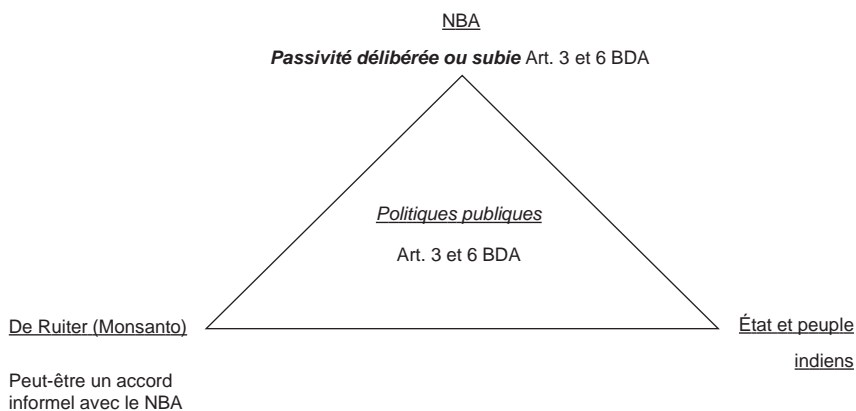 NBA
Passivité délibérée ou subie Art. 3 et 6 BDA
Politiques publiques
Art. 3 et 6 BDA
De Ruiter (Monsanto)
État et peuple
indiens
Peut-être un accord
informel avec le NBA